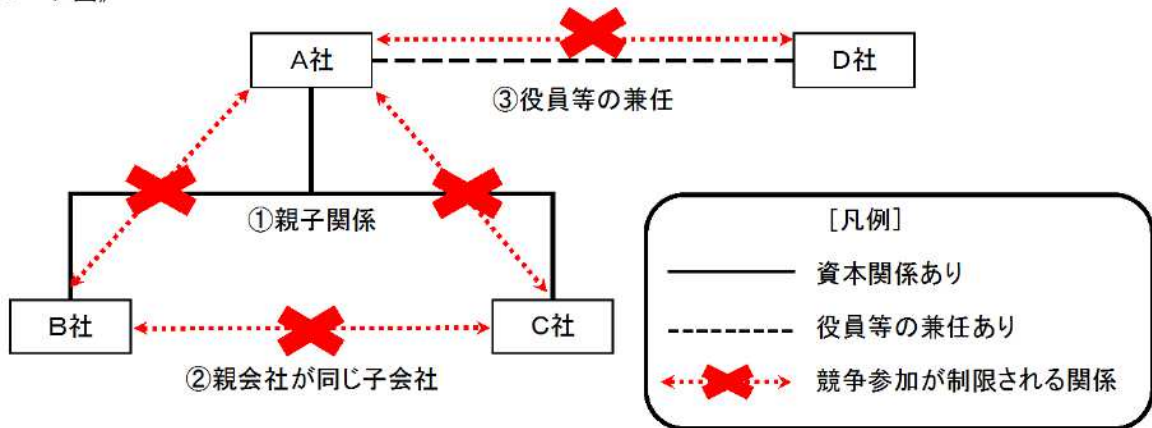 A社
D社
③役員等の兼任
①親子関係
B社
C社
②親会社が同じ子会社
[凡例]
資本関係あり
役員等の兼任あり
競争参加が制限される関係